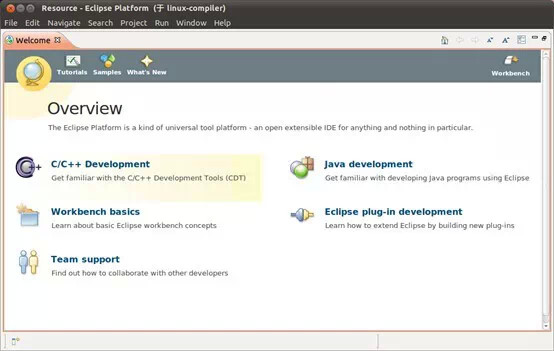 Resource - Eclipse Platform (于 linux-compiler)
File Edit Navigate Search Project Run Window Help
Welcome
Tutorials Samples What's New Workbench
Overview
The Eclipse Platform is a kind of universal tool platform - an open extensible IDE for anything and nothing in particular.
C/C++ Development
Get familiar with the C/C++ Development Tools (CDT)
Java development
Get familiar with developing Java programs using Eclipse
Workbench basics
Learn about basic Eclipse workbench concepts
Eclipse plug-in development
Learn how to extend Eclipse by building new plug-ins
Team support
Find out how to collaborate with other developers